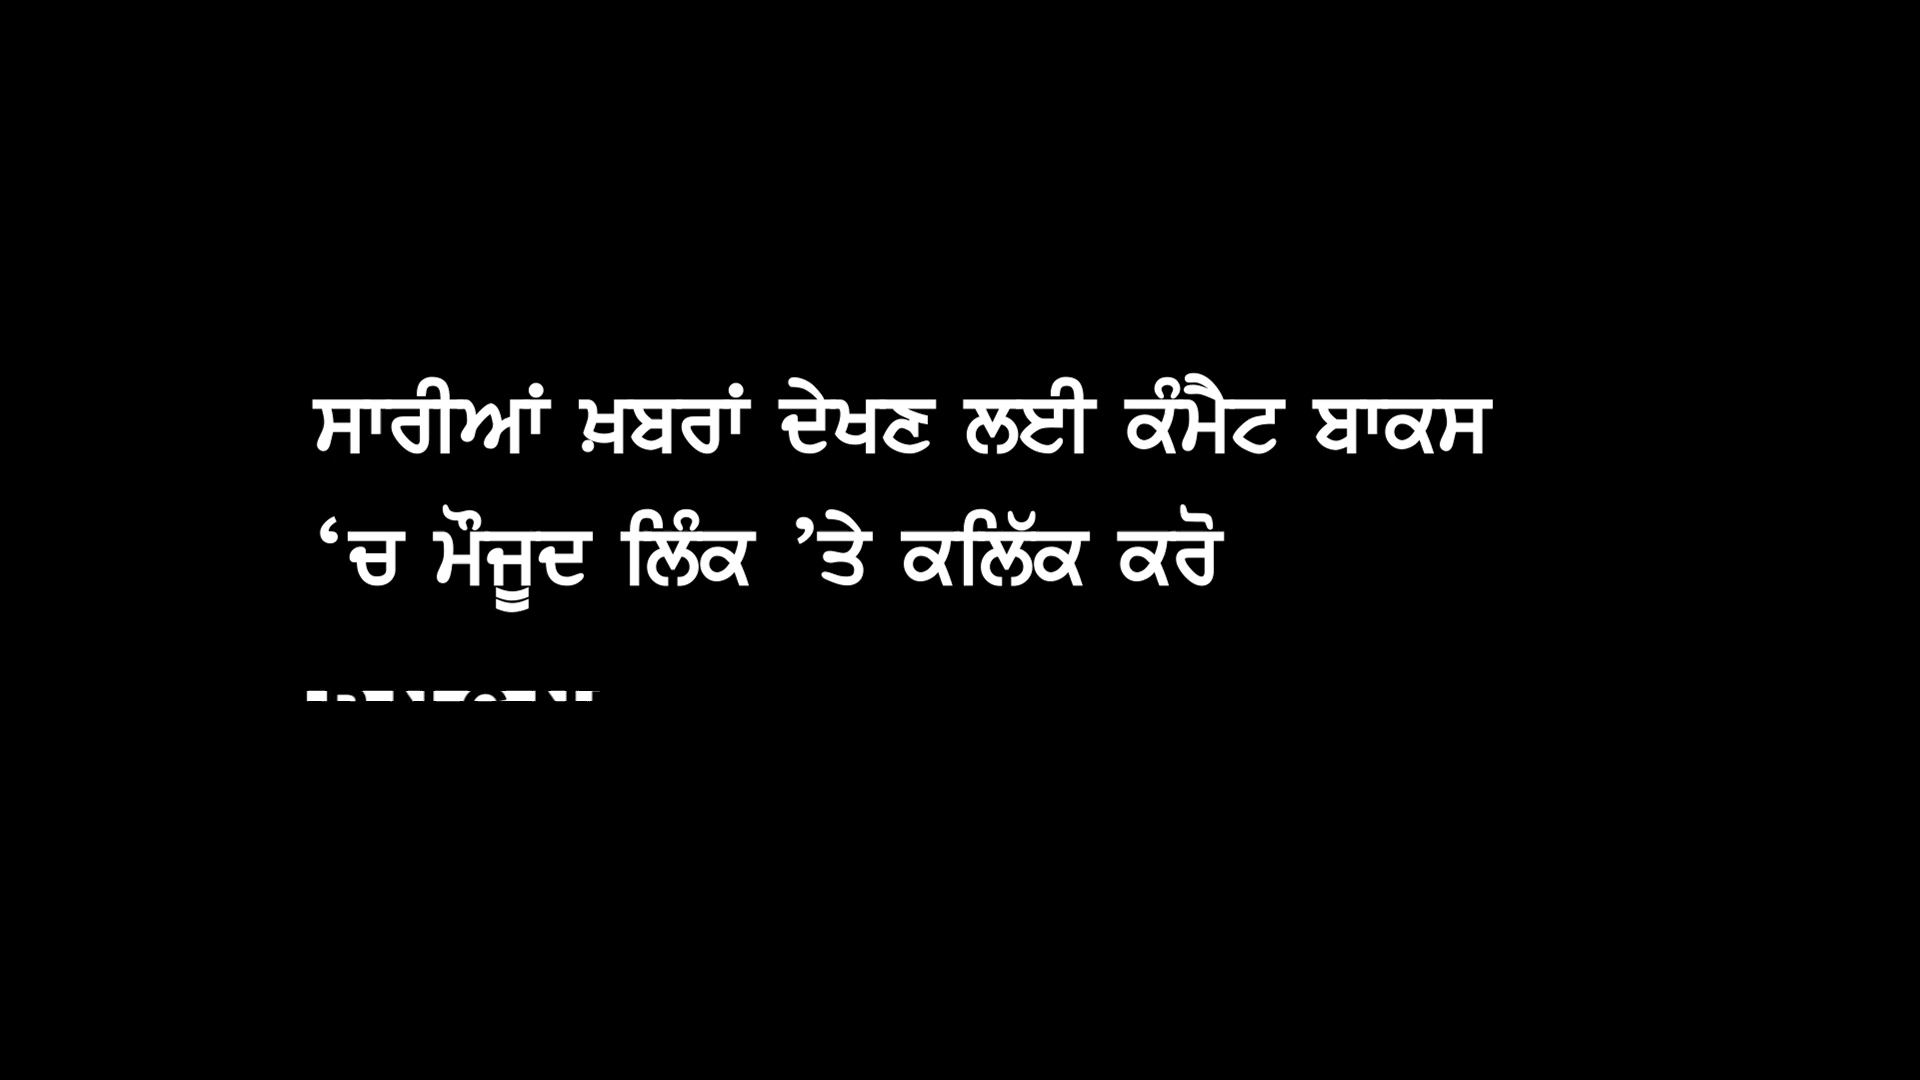 ਸਾਰੀਆਂ ਖ਼ਬਰਾਂ ਦੇਖਣ ਲਈ ਕੰਮੈਟ ਬਾਕਸ
‘ਚ ਮੌਜੂਦ ਲਿੰਕ ’ਤੇ ਕਲਿੱਕ ਕਰੋ